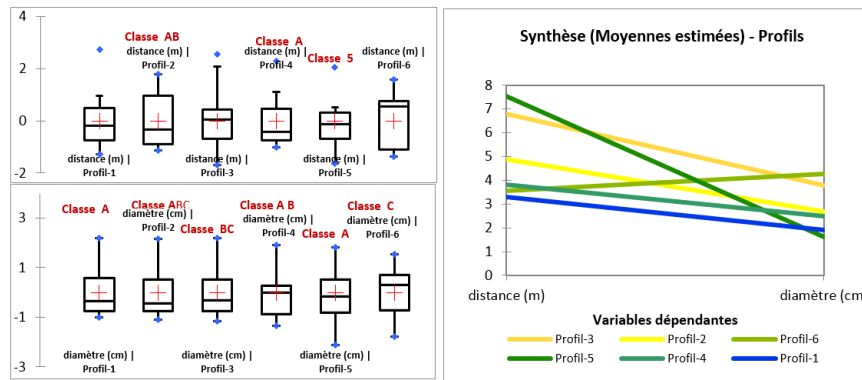 4
2
0
-2
Classe AB
distance (m) |
Profil-2
Classe A
distance (m) |
Profil-4
Classe 5
distance (m) |
Profil-6
distance (m) |
Profil-1
distance (m) |
Profil-3
distance (m) |
Profil-5
3
1
-1
-3
Classe A
Classe ABC
diamètre (cm) |
Profil-2
Classe BC
Classe A B
diamètre (cm) |
Profil-4
Classe A
Classe C
diamètre (cm) |
Profil-6
diamètre (cm) |
Profil-1
diamètre (cm) |
Profil-3
diamètre (cm) |
Profil-5
Synthèse (Moyennes estimées) - Profils
8
7
6
5
4
3
2
1
0
distance (m)
diamètre (cm)
Variables dépendantes
Profil-3 Profil-2 Profil-6
Profil-5 Profil-4 Profil-1